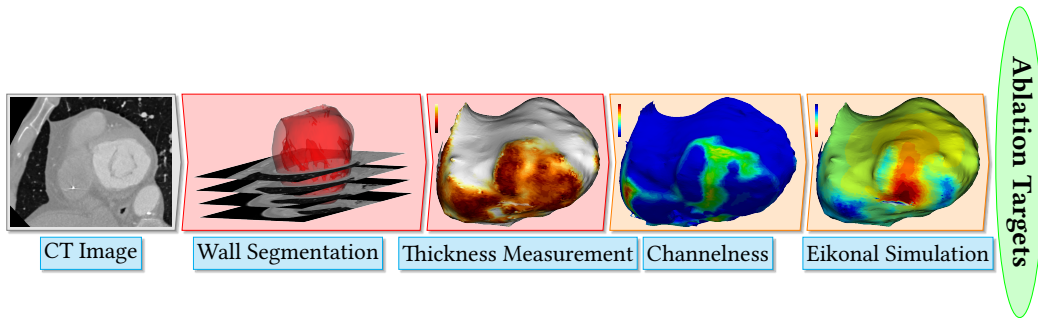 CT Image
Wall Segmentation
Thickness Measurement
Channelness
Eikonal Simulation
Ablation Targets